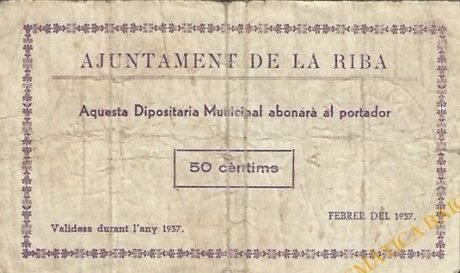 AJUNTAMENT DE LA RIBA
Aquesta Dipositaria Municipal abonarà al portador
50 cèntims
FEBRER DEL 1937.
Validesa durant l'any 1937.